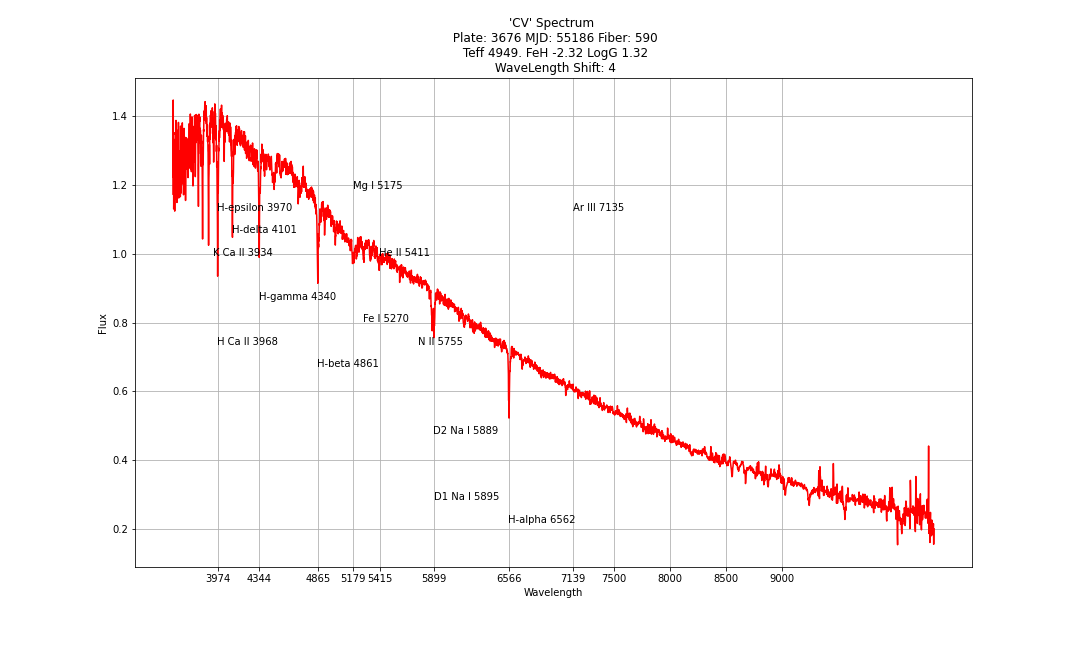 'CV' Spectrum
Plate: 3676 MJD: 55186 Fiber: 590
Teff 4949. FeH -2.32 LogG 1.32
WaveLength Shift: 4
1.4
1.2
1.0
0.8
0.6
0.4
0.2
Flux
Mg I 5175
H-epsilon 3970
Ar III 7135
H-delta 4101
K Ca II 3934
He II 5411
H-gamma 4340
Fe I 5270
H Ca II 3968
N II 5755
H-beta 4861
D2 Na I 5889
D1 Na I 5895
H-alpha 6562
3974 4344 4865 5179 5415 5899 6566 7139 7500 8000 8500 9000
Wavelength